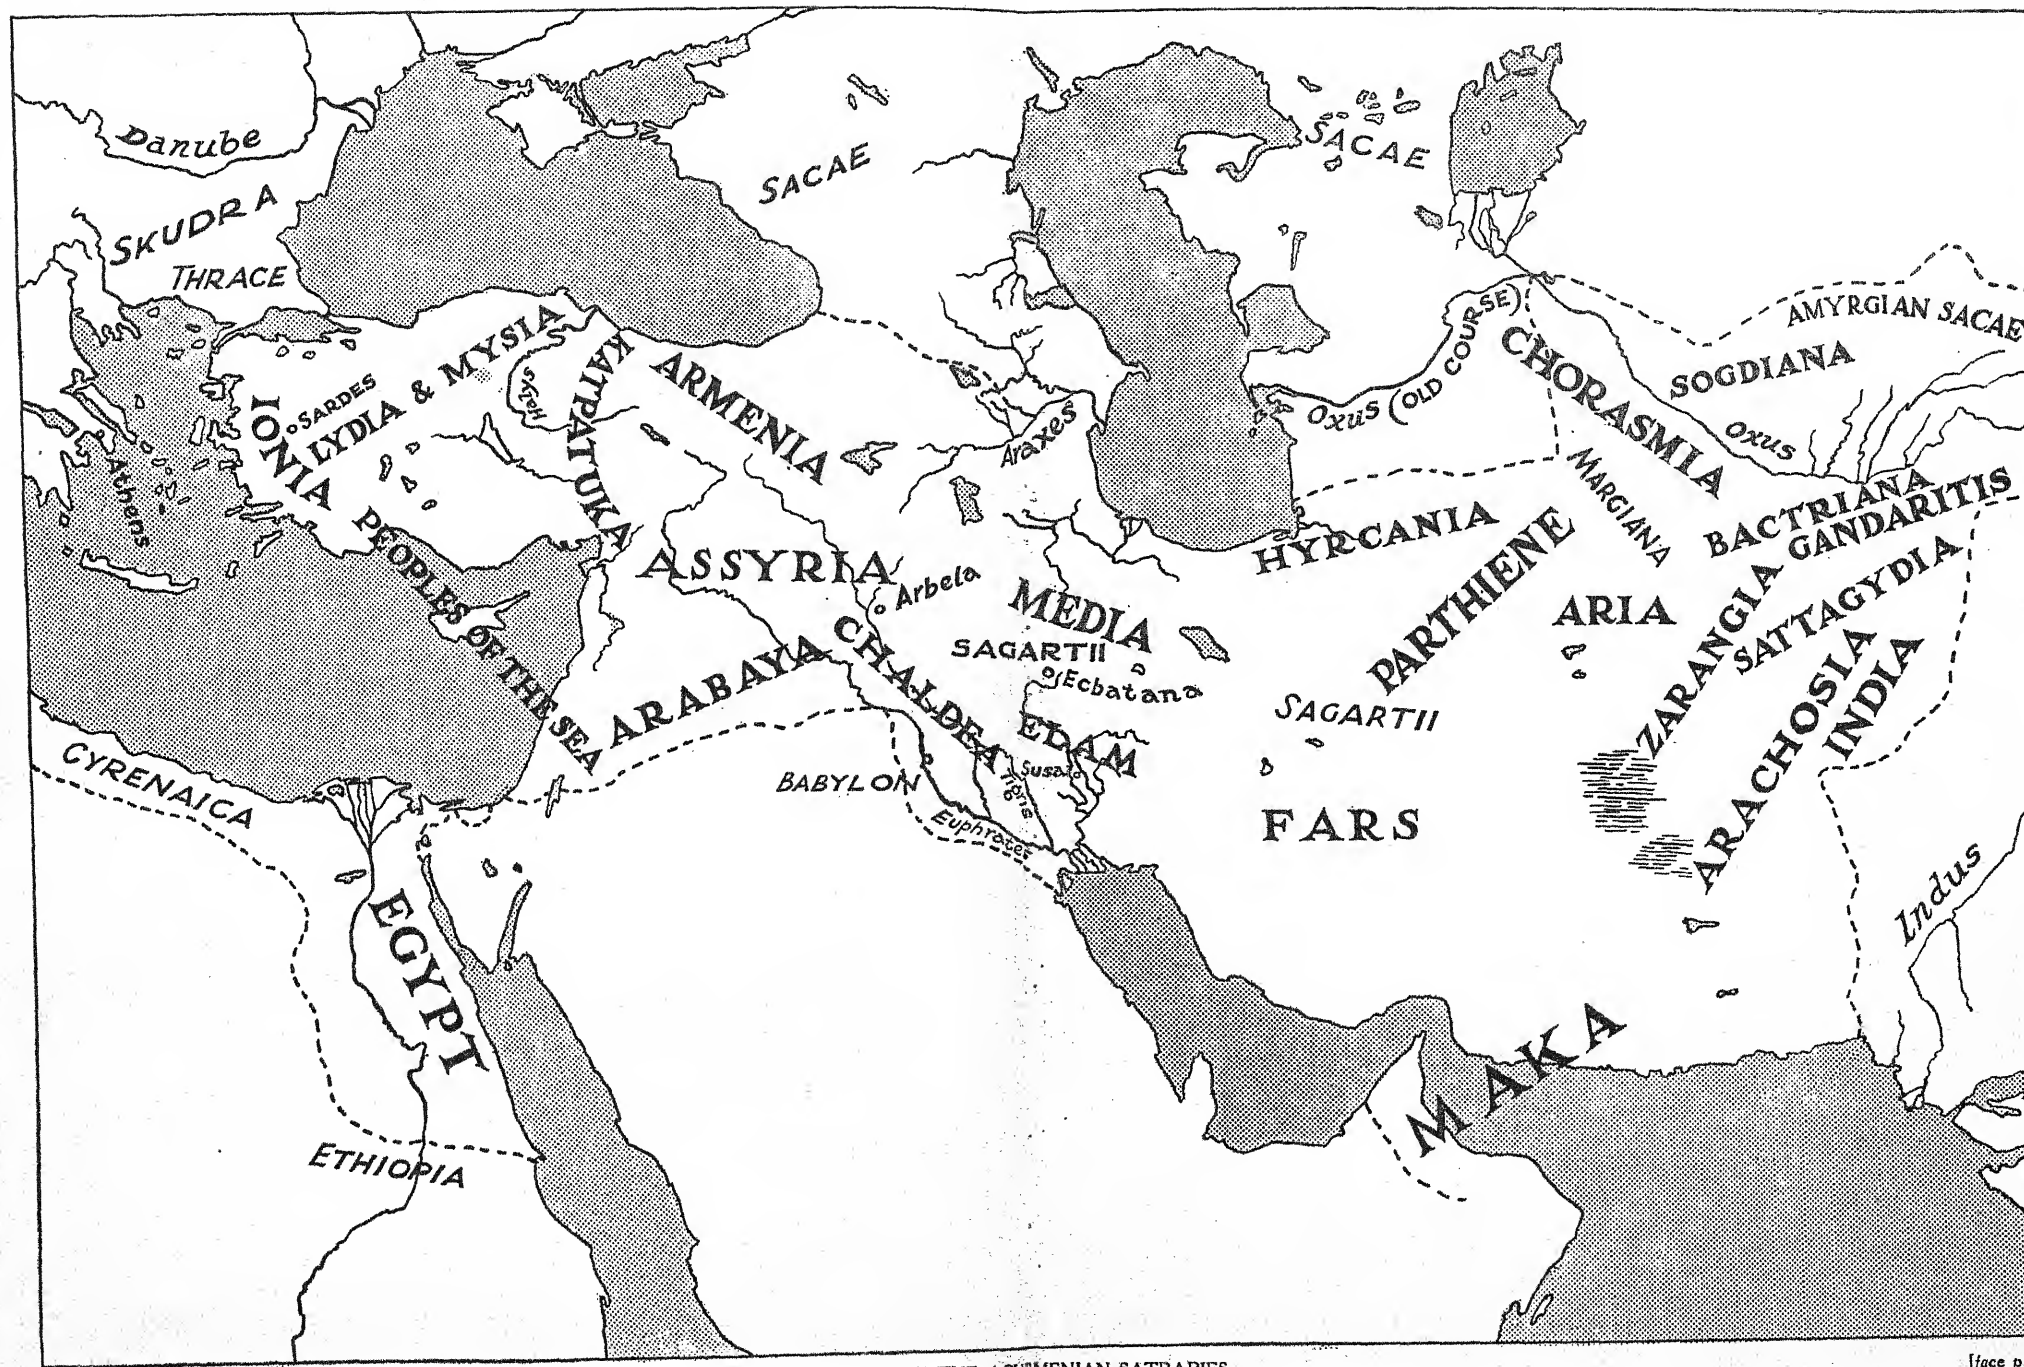 Danube
SACAE
SACAE
SKUDRA
THRACE
AMYRGIAN SACAE
SOGDIANA
OXUS (OLD COURSE)
CHORASMIA
OXUS
LYDIA & MYSIA
Halys
KATPATUKA
ARMENIA
Araxes
SARDES
IONIA
Athens
MARGIANA
BACTRIANA
GANDARITIS
HYRCANIA
PARTHIENE
PEOPLES OF THE SEA
ASSYRIA
Arbela
MEDIA
SAGARTII
Ecbatana
ARIA
ZARANGIA
SATTAGYDIA
ARACHOSIA
INDIA
ARABAYA
CHALDEA
ELAM
Susa
SAGARTII
CYRENAICA
BABYLON
Tigris
Euphrates
FARS
Indus
EGYPT
MAKA
ETHIOPIA
SATRAPIES
[face